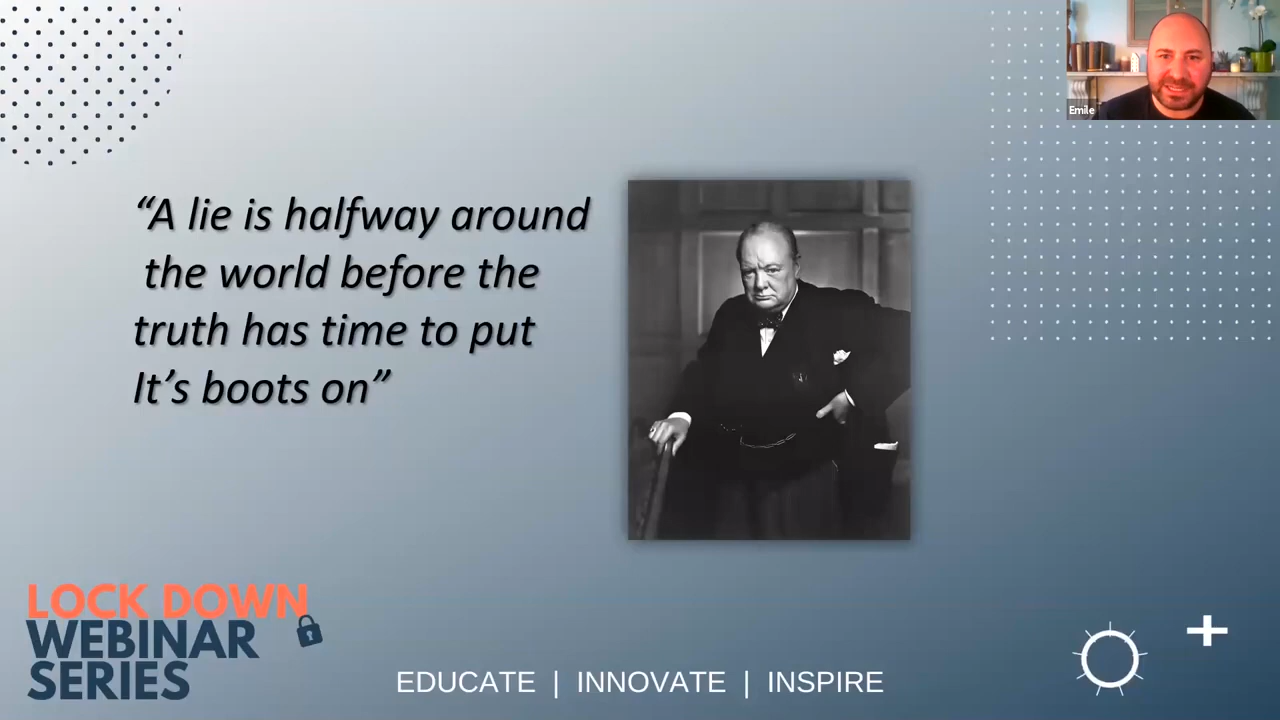 Emile
“A lie is halfway around
the world before the
truth has time to put
It’s boots on”
LOCK DOWN
WEBINAR
SERIES
EDUCATE | INNOVATE | INSPIRE